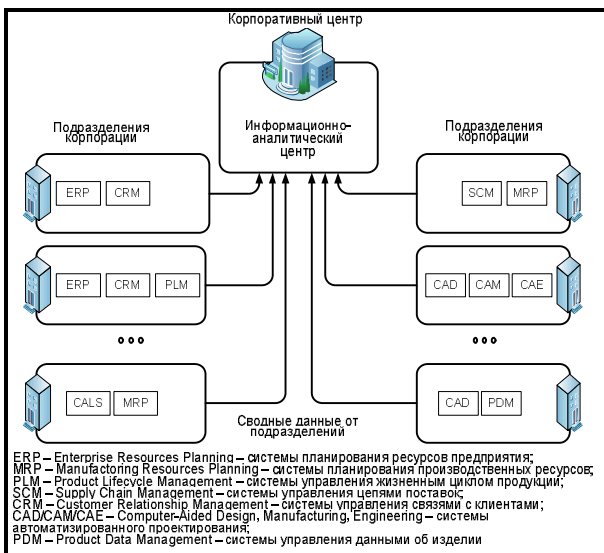 Корпоративный центр
Информационно-
аналитический
центр
Подразделения
корпорации
ERP CRM
ERP CRM PLM
CALS MRP
Подразделения
корпорации
SCM MRP
CAD CAM CAE
CAD PDM
Сводные данные от
подразделений
ERP – Enterprise Resources Planning – системы планирования ресурсов предприятия;
MRP – Manufactoring Resources Planning – системы планирования производственных ресурсов;
PLM – Product Lifecycle Management – системы управления жизненным циклом продукции;
SCM – Supply Chain Management – системы управления цепями поставок;
CRM – Customer Relationship Management – системы управления связями с клиентами;
CAD/CAM/CAE – Computer-Aided Design, Manufacturing, Engineering – системы
автоматизированного проектирования;
PDM – Product Data Management – системы управления данными об изделии